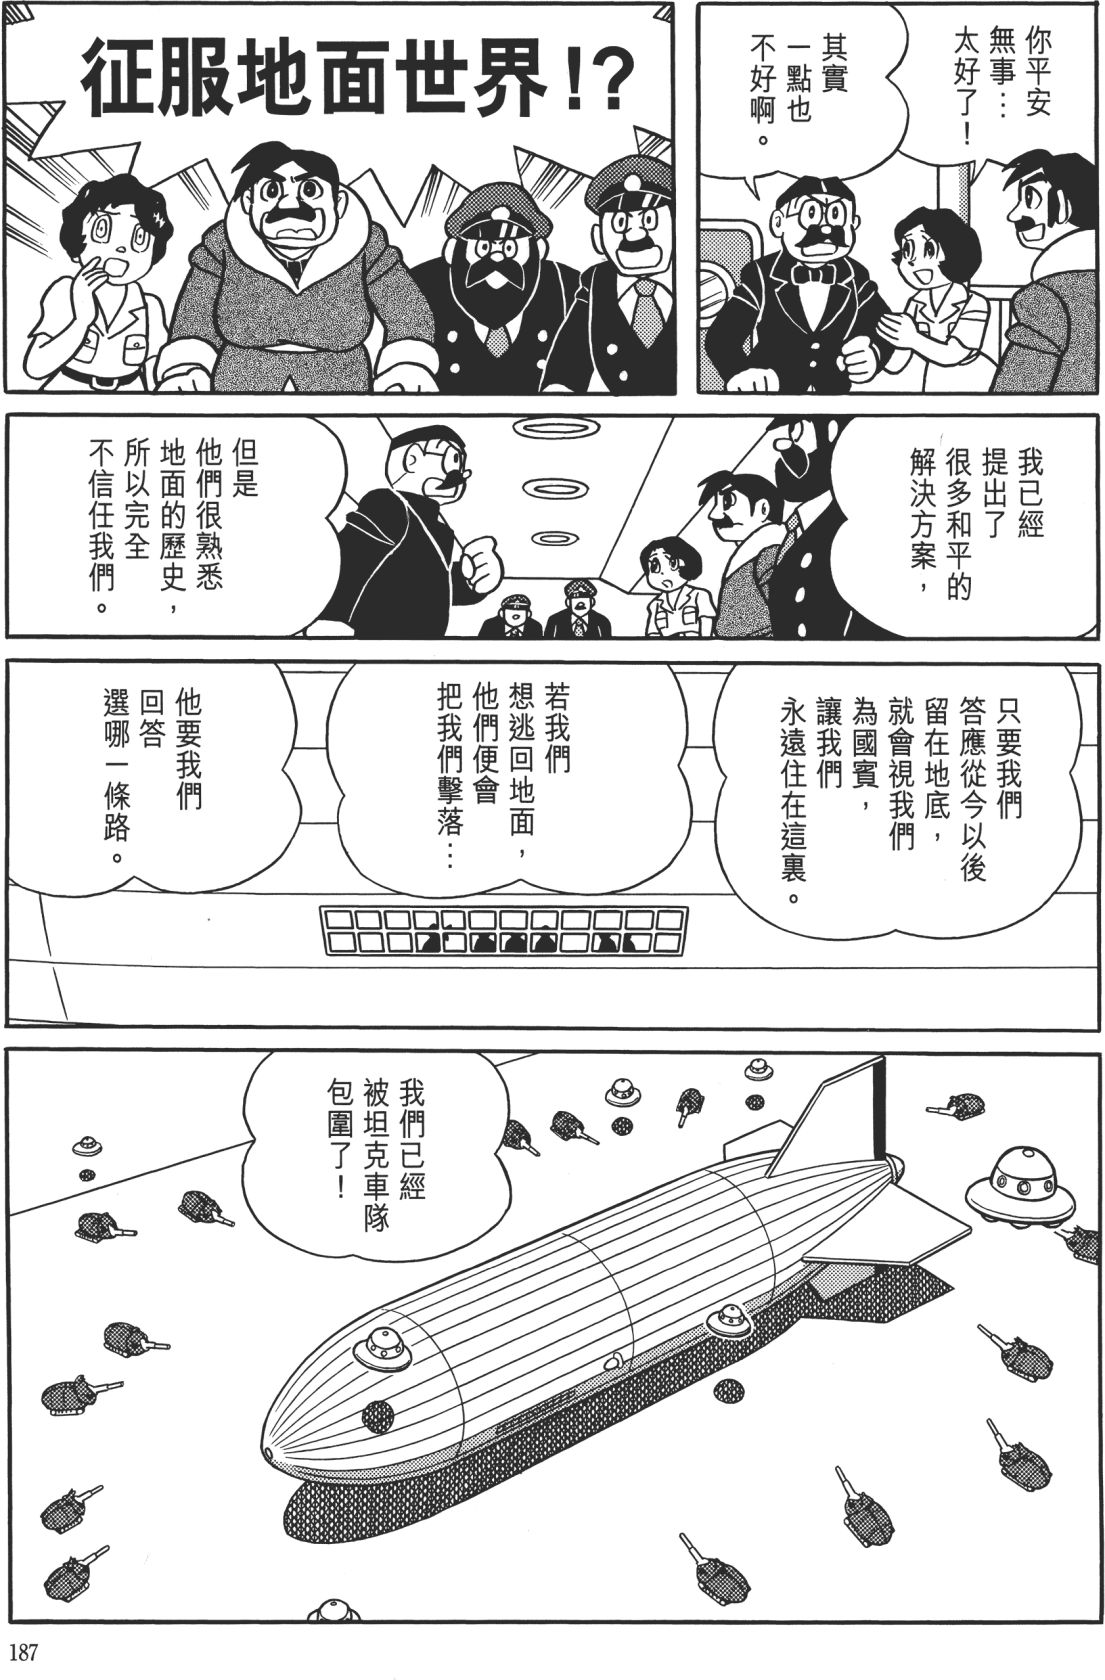 你平安
無事…
太好了！
其實
一點也
不好啊。
征服地面世界!?
我已經
提出了
很多和平的
解決方案，
但是
他們很熟悉
地面的歷史，
所以完全
不信任我們。
只要我們
答應從今以後
留在地底，
就會視我們
為國賓，
讓我們
永遠住在這裏。
若我們
想逃回地面，
他們便會
把我們擊落…
他要我們
回答
選哪一條路。
我們已經
被坦克車隊
包圍了！
187